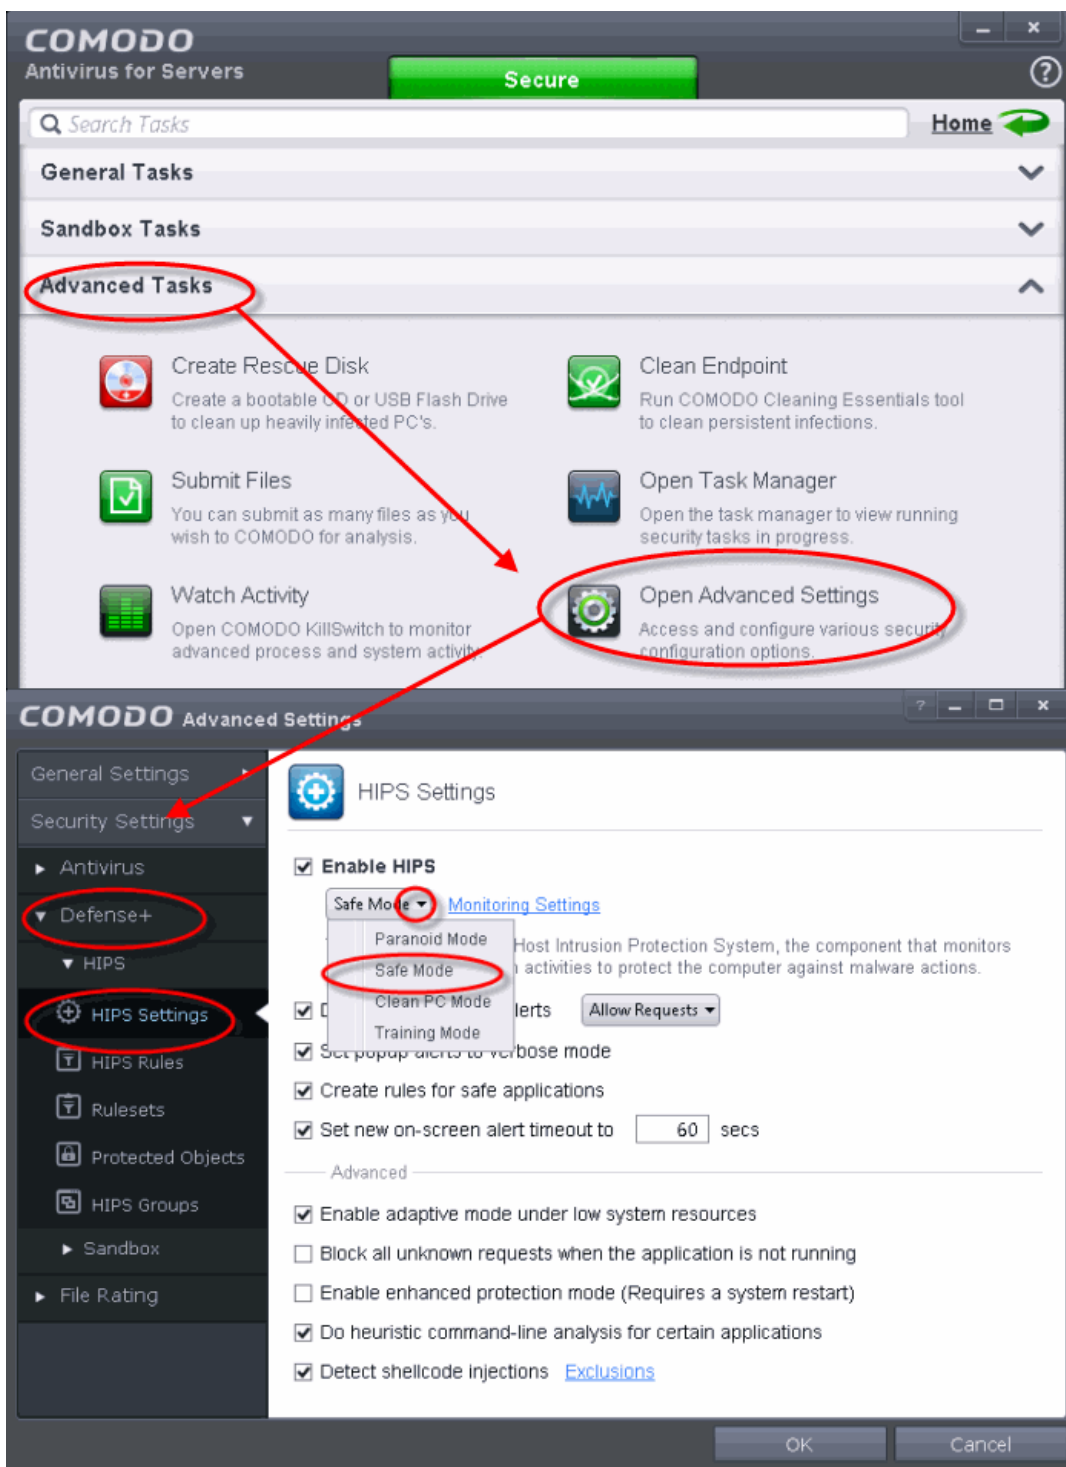 COMODO
Antivirus for Servers
Secure
?
Search Tasks
Home
General Tasks
Sandbox Tasks
Advanced Tasks
Create Rescue Disk
Create a bootable CD or USB Flash Drive
to clean up heavily infected PC's.
Clean Endpoint
Run COMODO Cleaning Essentials tool
to clean persistent infections.
Submit Files
You can submit as many files as you
wish to COMODO for analysis.
Open Task Manager
Open the task manager to view running
security tasks in progress.
Watch Activity
Open COMODO KillSwitch to monitor
advanced process and system activity.
Open Advanced Settings
Access and configure various security
configuration options.
COMODO Advanced Settings
?
General Settings
Security Settings
Antivirus
Defense+
HIPS
HIPS Settings
HIPS Rules
Rulesets
Protected Objects
HIPS Groups
Sandbox
File Rating
HIPS Settings
Enable HIPS
Safe Mode
Monitoring Settings
Paranoid Mode
Safe Mode
Clean PC Mode
Training Mode
Host Intrusion Protection System, the component that monitors
activities to protect the computer against malware actions.
lerts
Allow Requests
Set popup alerts to verbose mode
Create rules for safe applications
Set new on-screen alert timeout to 60 secs
Advanced
Enable adaptive mode under low system resources
Block all unknown requests when the application is not running
Enable enhanced protection mode (Requires a system restart)
Do heuristic command-line analysis for certain applications
Detect shellcode injections Exclusions
OK
Cancel